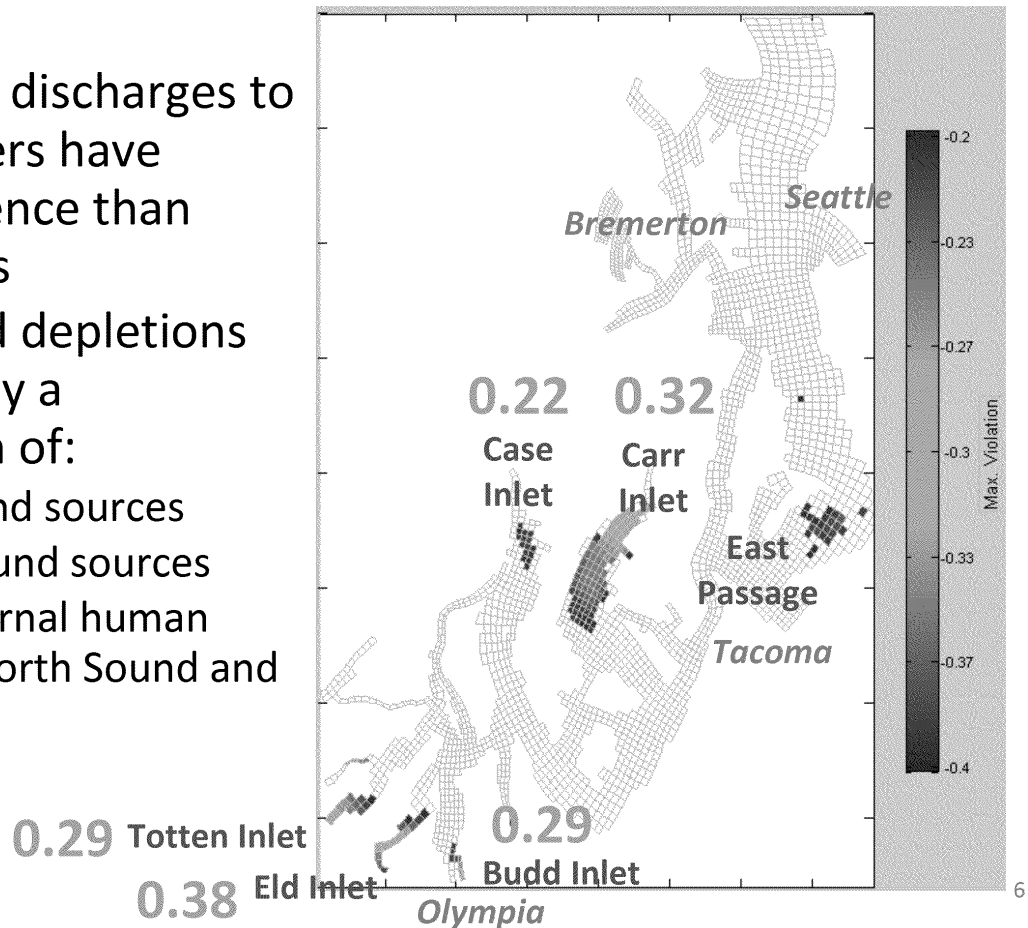 discharges to
ers have
ence than
s
d depletions
y a
n of:
nd sources
und sources
rnal human
orth Sound and
Seattle
Bremerton
0.22 0.32
Case
Inlet
Carr
Inlet
East
Passage
Tacoma
0.29 Totten Inlet
0.38 Eld Inlet
0.29
Budd Inlet
Olympia
-0.2
-0.23
-0.27
-0.3
-0.33
-0.37
-0.4
Max. Violation
6